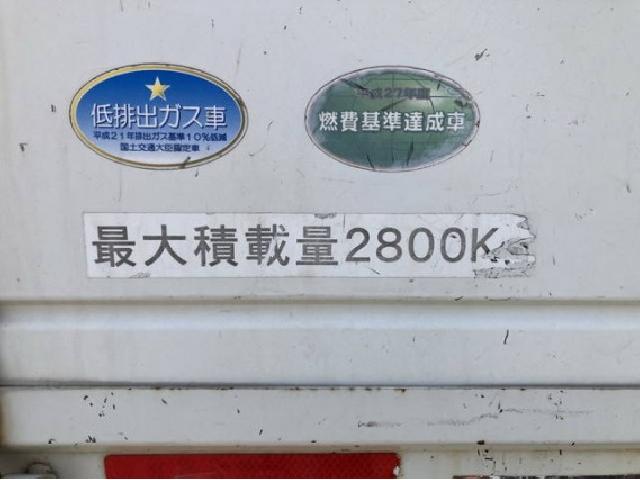 低排出ガス車
平成21年排出ガス基準10%低減
国土交通大臣認定車
平成27年度
燃費基準達成車
最大積載量2800K